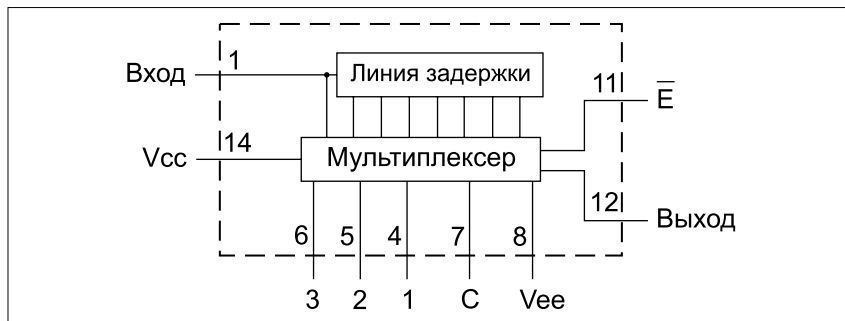 1
Вход
Линия задержки
11
E̅
14
Vcc
Мультиплексер
12
Выход
6 5 4 7 8
3 2 1 C Vee